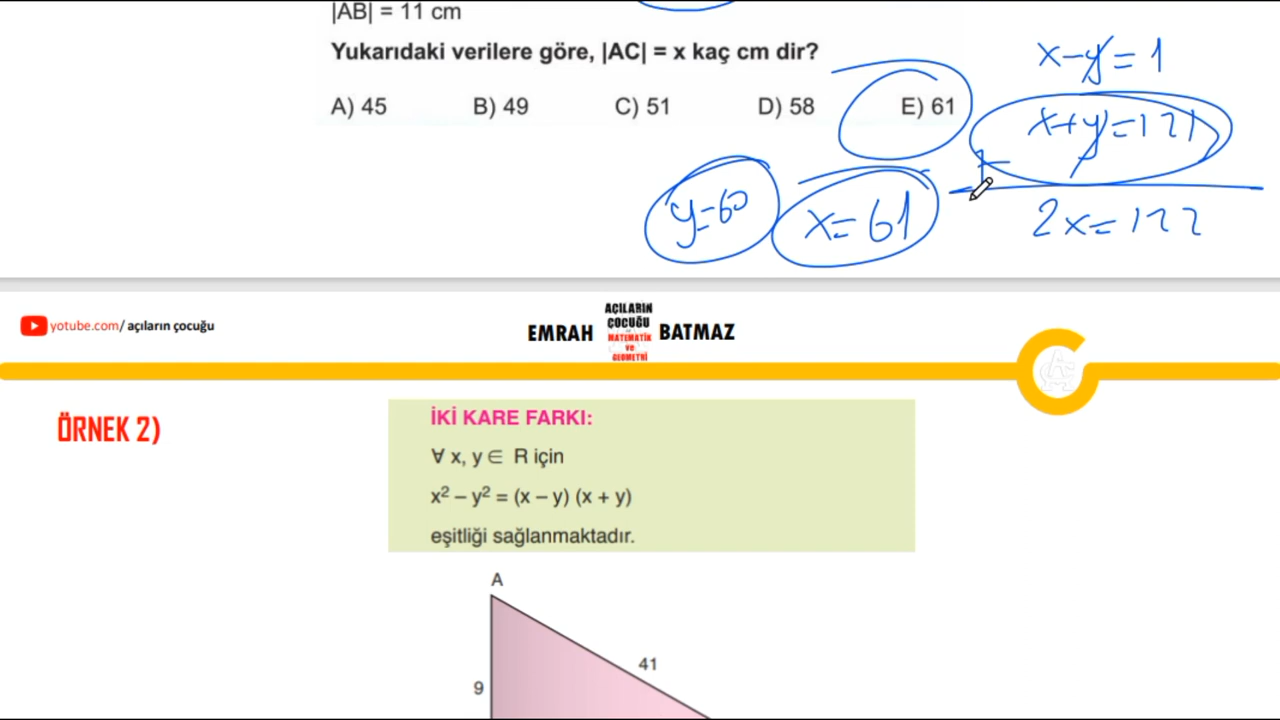 |AB| = 11 cm
Yukarıdaki verilere göre, |AC| = x kaç cm dir?
A) 45 B) 49 C) 51 D) 58 E) 61
x-y=1
x+y=121
+
2x=122
x=61
y=60
yotube.com/ açıların çocuğu
EMRAH AÇILARIN ÇOCUĞU MATEMATİK ve GEOMETRİ BATMAZ
ÖRNEK 2)
İKİ KARE FARKI:
∀ x, y ∈ R için
x² – y² = (x – y) (x + y)
eşitliği sağlanmaktadır.
A
41
9